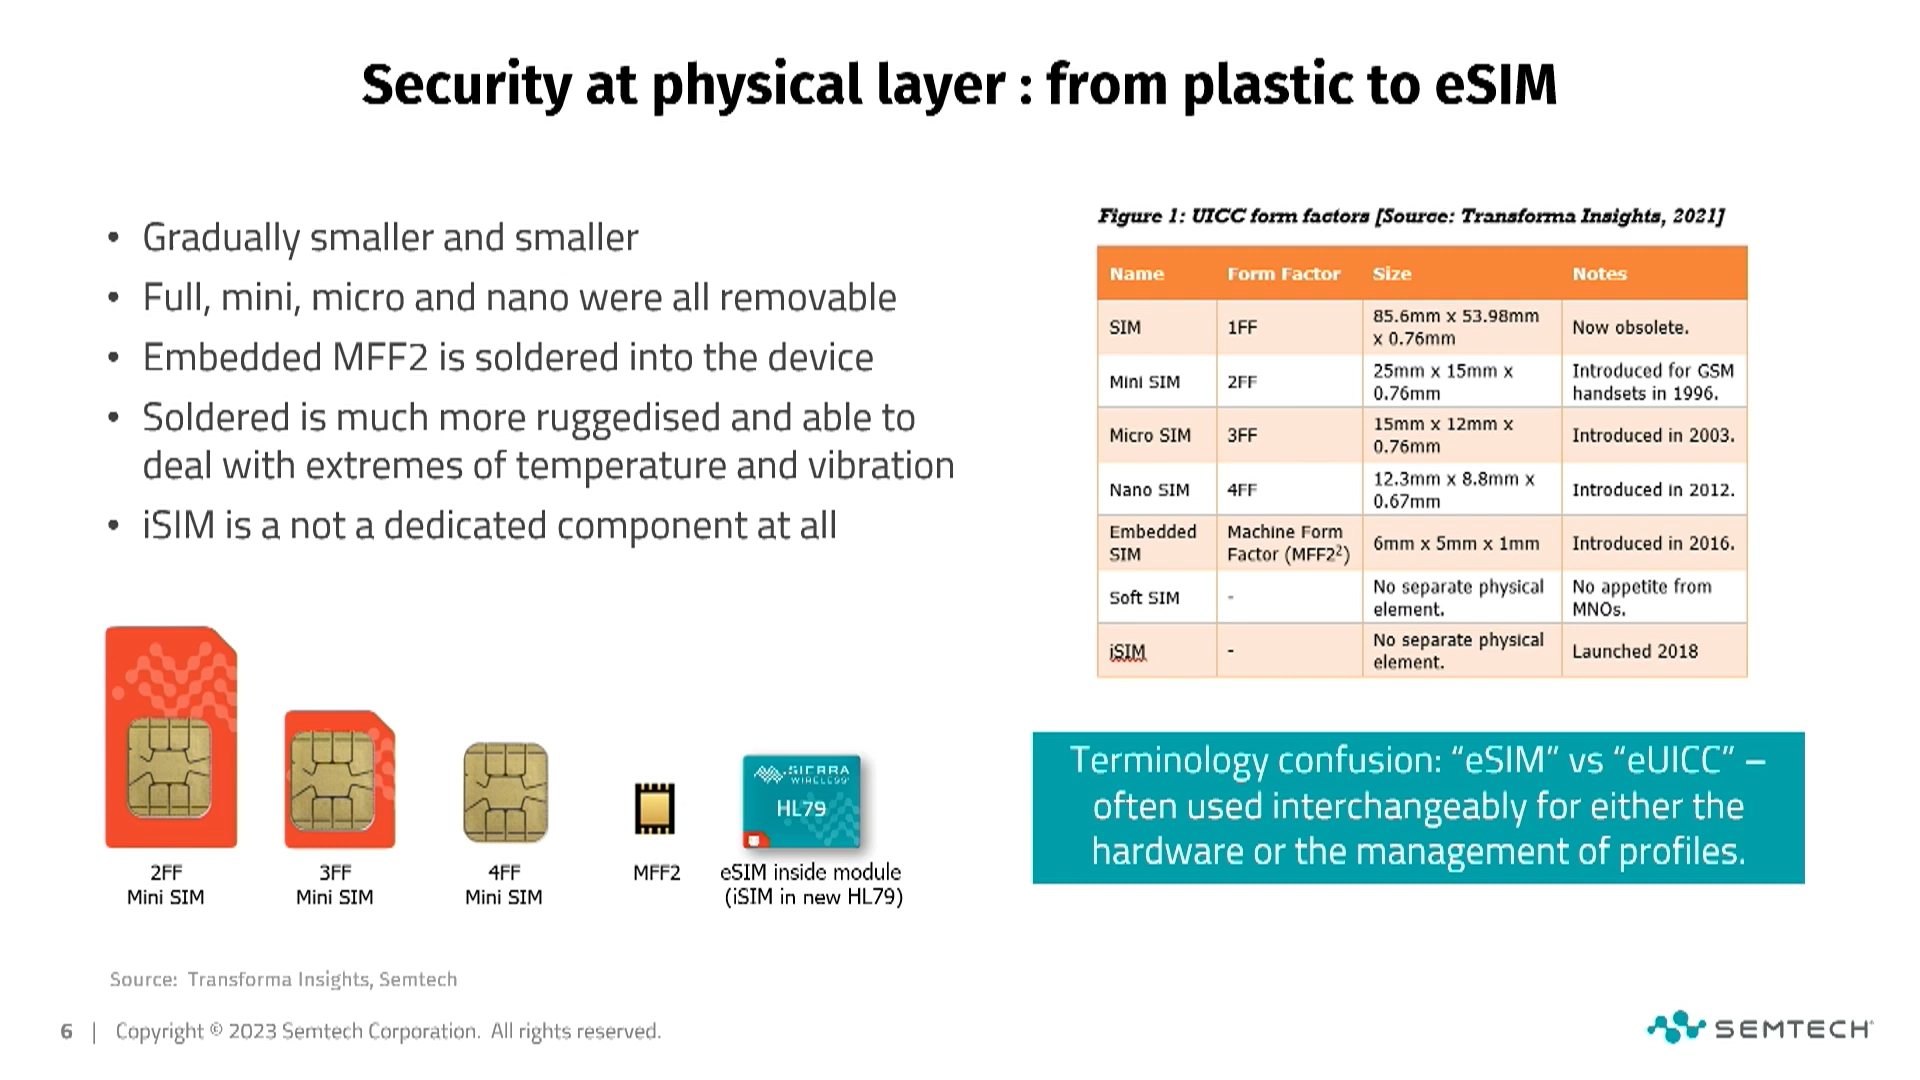 Security at physical layer : from plastic to eSIM
• Gradually smaller and smaller
• Full, mini, micro and nano were all removable
• Embedded MFF2 is soldered into the device
• Soldered is much more ruggedised and able to
deal with extremes of temperature and vibration
• iSIM is a not a dedicated component at all
Figure 1: UICC form factors [Source: Transforma Insights, 2021]
Name Form Factor Size Notes
SIM 1FF 85.6mm x 53.98mm x 0.76mm Now obsolete.
Mini SIM 2FF 25mm x 15mm x 0.76mm Introduced for GSM handsets in 1996.
Micro SIM 3FF 15mm x 12mm x 0.76mm Introduced in 2003.
Nano SIM 4FF 12.3mm x 8.8mm x 0.67mm Introduced in 2012.
Embedded SIM Machine Form Factor (MFF2²) 6mm x 5mm x 1mm Introduced in 2016.
Soft SIM - No separate physical element. No appetite from MNOs.
iSIM - No separate physical element. Launched 2018
SIERRA
WIRELESS
HL79
2FF
Mini SIM
3FF
Mini SIM
4FF
Mini SIM
MFF2
eSIM inside module
(iSIM in new HL79)
Terminology confusion: “eSIM” vs “eUICC” –
often used interchangeably for either the
hardware or the management of profiles.
Source: Transforma Insights, Semtech
6 | Copyright © 2023 Semtech Corporation. All rights reserved.
SEMTECH